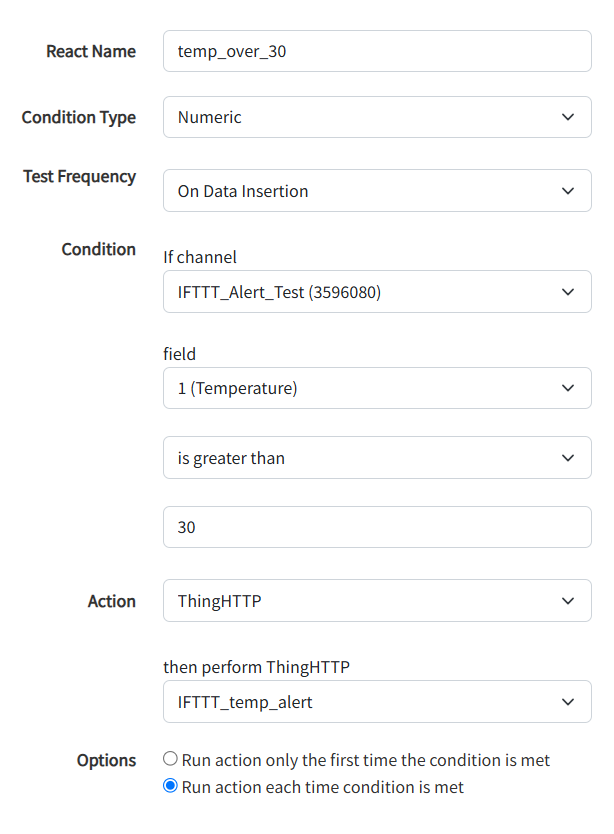 React Name temp_over_30
Condition Type Numeric
Test Frequency On Data Insertion
Condition
If channel
IFTTT_Alert_Test (3596080)
field
1 (Temperature)
is greater than
30
Action ThingHTTP
then perform ThingHTTP
IFTTT_temp_alert
Options Run action only the first time the condition is met
Run action each time condition is met